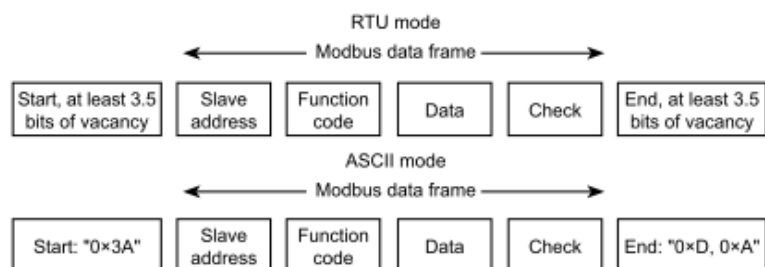 RTU mode
Modbus data frame
Start, at least 3.5
bits of vacancy
Slave
address
Function
code
Data
Check
End, at least 3.5
bits of vacancy
ASCII mode
Modbus data frame
Start: "0×3A"
Slave
address
Function
code
Data
Check
End: "0×D, 0×A"